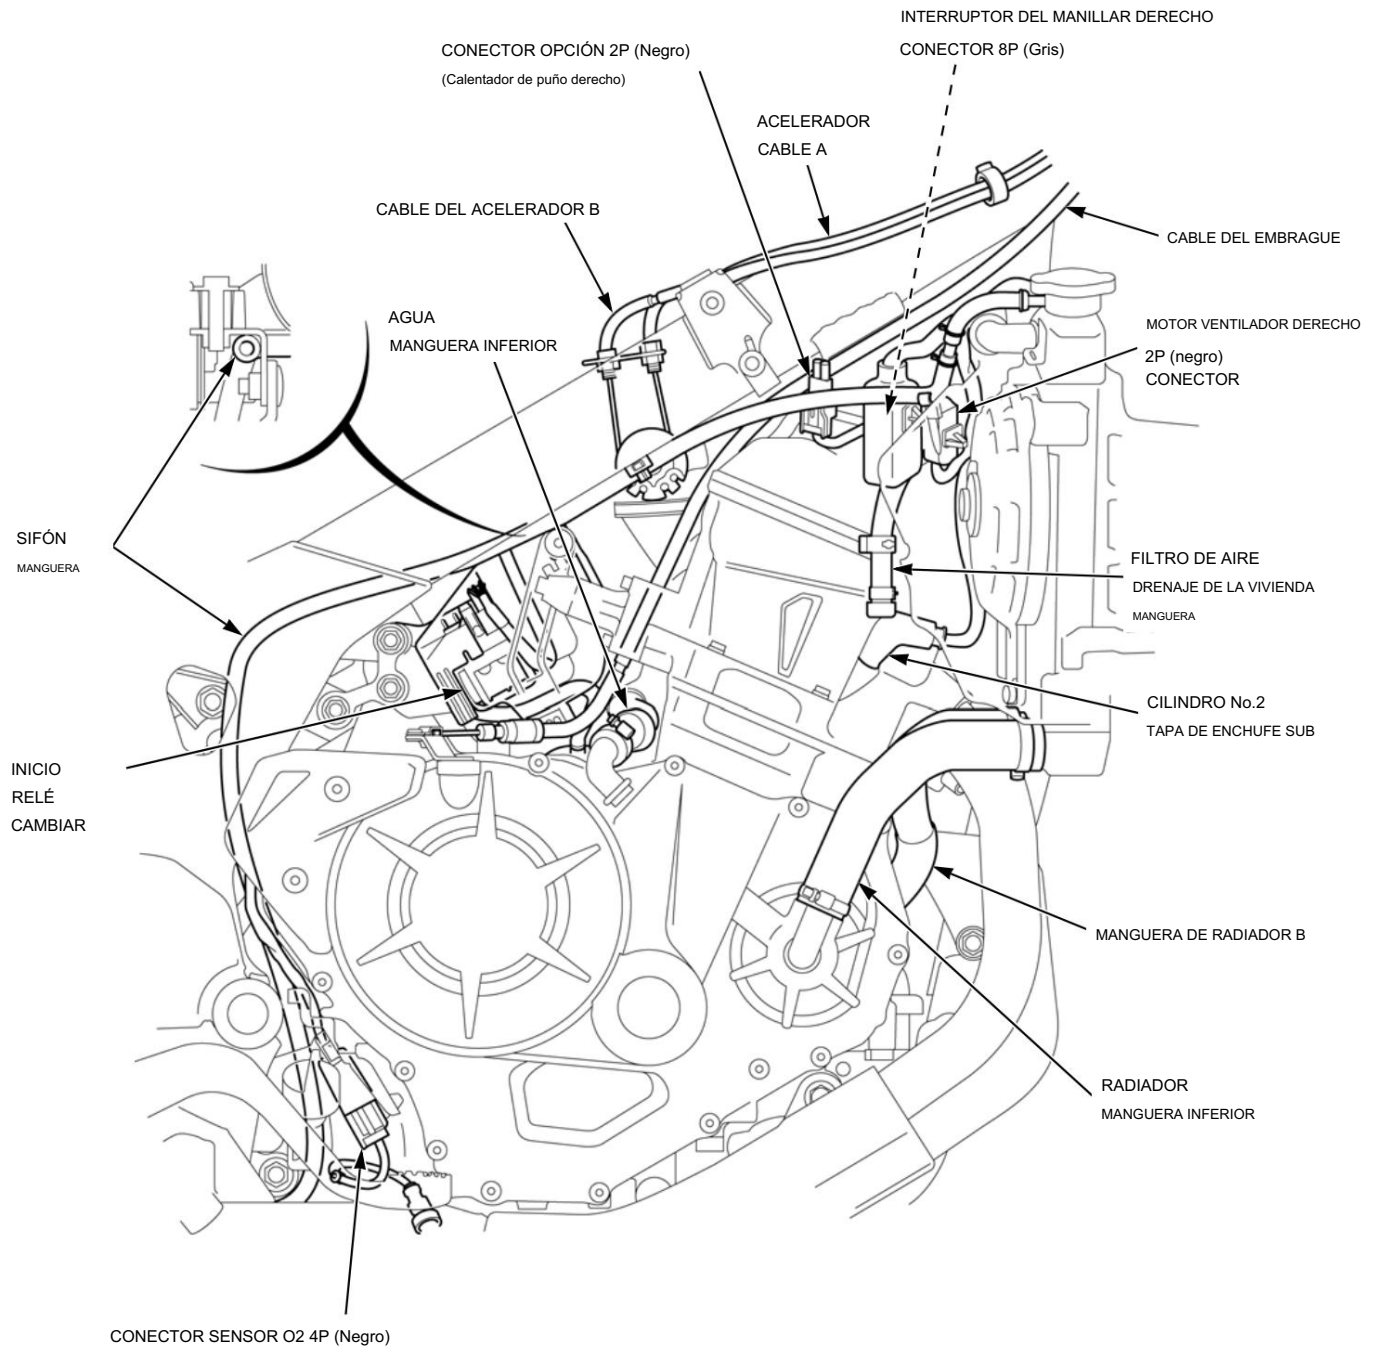 INTERRUPTOR DEL MANILLAR DERECHO
CONECTOR 8P (Gris)
CONECTOR OPCIÓN 2P (Negro)
(Calentador de puño derecho)
ACELERADOR
CABLE A
CABLE DEL ACELERADOR B
CABLE DEL EMBRAGUE
AGUA
MANGUERA INFERIOR
MOTOR VENTILADOR DERECHO
2P (negro)
CONECTOR
SIFÓN
MANGUERA
FILTRO DE AIRE
DRENAJE DE LA VIVIENDA
MANGUERA
CILINDRO No.2
TAPA DE ENCHUFE SUB
INICIO
RELÉ
CAMBIAR
MANGUERA DE RADIADOR B
RADIADOR
MANGUERA INFERIOR
CONECTOR SENSOR O2 4P (Negro)